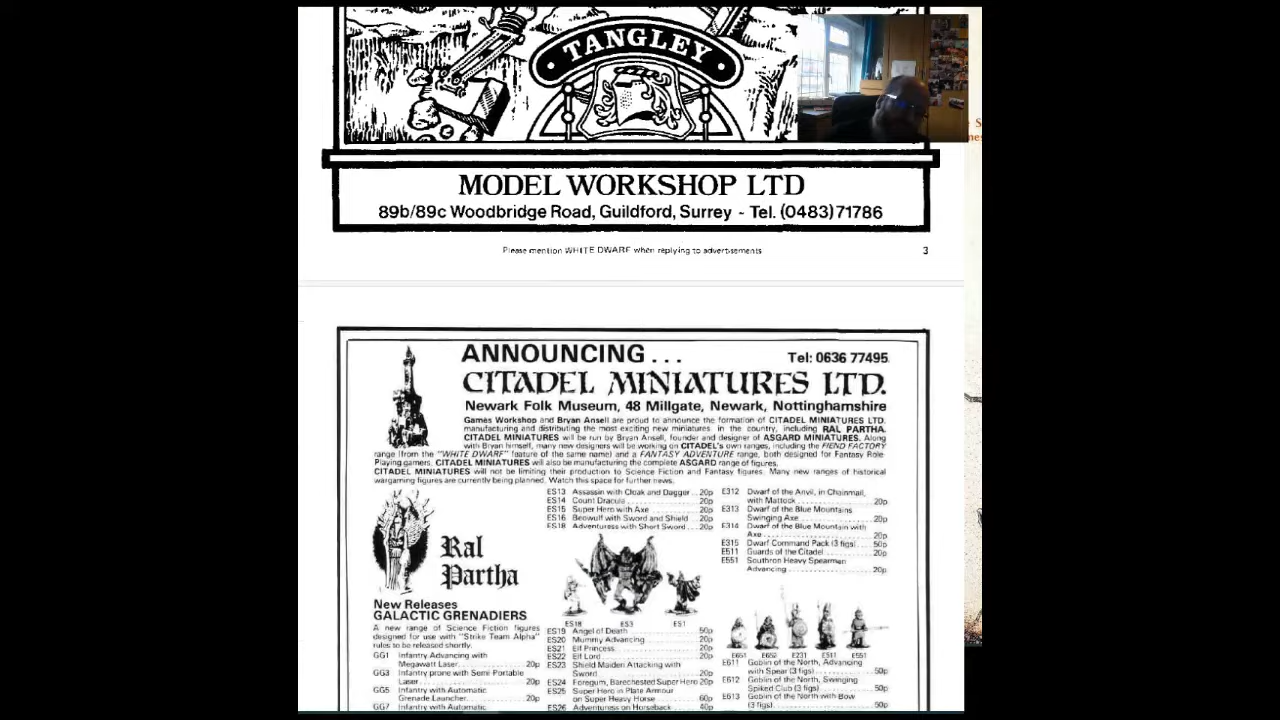 TANGLEY
MODEL WORKSHOP LTD
89b/89c Woodbridge Road, Guildford, Surrey - Tel. (0483) 71786
Please mention WHITE DWARF when replying to advertisements
3
ANNOUNCING...
Tel: 0636 77495
CITADEL MINIATURES LTD.
Newark Folk Museum, 48 Millgate, Newark, Nottinghamshire
Games Workshop and Bryan Ansell are proud to announce the formation of CITADEL MINIATURES LTD.
manufacturing and distributing the most exciting new miniatures in the country, including RAL PARTHA.
CITADEL MINIATURES will be run by Bryan Ansell, founder and designer of ASGARD MINIATURES. Along
with Bryan himself, many new designers will be working on CITADEL's own ranges, including the FIEND FACTORY
range (from the "WHITE DWARF" feature of the same name) and a FANTASY ADVENTURE range, both designed for Fantasy Role-
Playing gamers. CITADEL MINIATURES will also be manufacturing the complete ASGARD range of figures.
CITADEL MINIATURES will not be limiting their production to Science Fiction and Fantasy figures. Many new ranges of historical
wargaming figures are currently being planned. Watch this space for further news.
Ral
Partha
New Releases
GALACTIC GRENADIERS
A new range of Science Fiction figures
designed for use with "Strike Team Alpha"
rules to be released shortly.
GG1 Infantry Advancing with
Megawatt Laser 20p
GG3 Infantry prone with Semi Portable
Laser 20p
GG5 Infantry with Automatic
Grenade Launcher 20p
GG7 Infantry with Automatic
ES13 Assassin with Cloak and Dagger 20p
ES14 Count Dracula 20p
ES15 Super Hero with Axe 20p
ES16 Beowulf with Sword and Shield 20p
ES18 Adventuress with Short Sword 20p
ES18 ES3 ES1
ES19 Angel of Death 50p
ES20 Mummy Advancing 20p
ES21 Elf Princess 20p
ES22 Elf Lord 20p
ES23 Shield Maiden Attacking with
Sword 20p
ES24 Foregum, Barechested Super Hero 20p
ES25 Super Hero in Plate Armour
on Super Heavy Horse 60p
ES26 Adventuress on Horseback 40p
E312 Dwarf of the Anvil, in Chainmail,
with Mattock 20p
E313 Dwarf of the Blue Mountains
Swinging Axe 20p
E314 Dwarf of the Blue Mountain with
Axe 20p
E315 Dwarf Command Pack (3 figs) 50p
E511 Guards of the Citadel 20p
E551 Southron Heavy Spearman
Advancing 20p
E231 E511 E551
E611 Goblin of the North, Advancing
with Spear (3 figs) 50p
E612 Goblin of the North, Swinging
Spiked Club (3 figs) 50p
E613 Goblin of the North with Bow
(3 figs) 50p